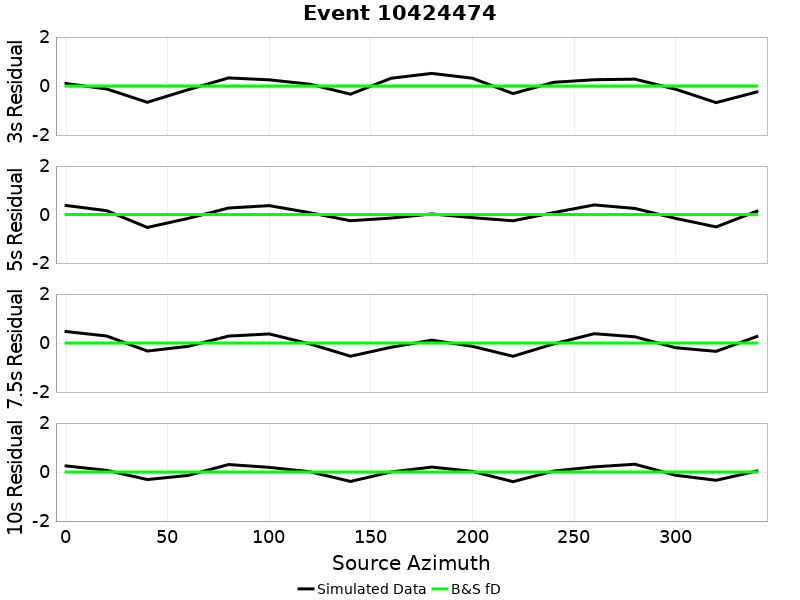 Event 10424474
3s Residual
2
0
-2
5s Residual
2
0
-2
7.5s Residual
2
0
-2
10s Residual
2
0
-2
0 50 100 150 200 250 300
Source Azimuth
Simulated Data B&S fD